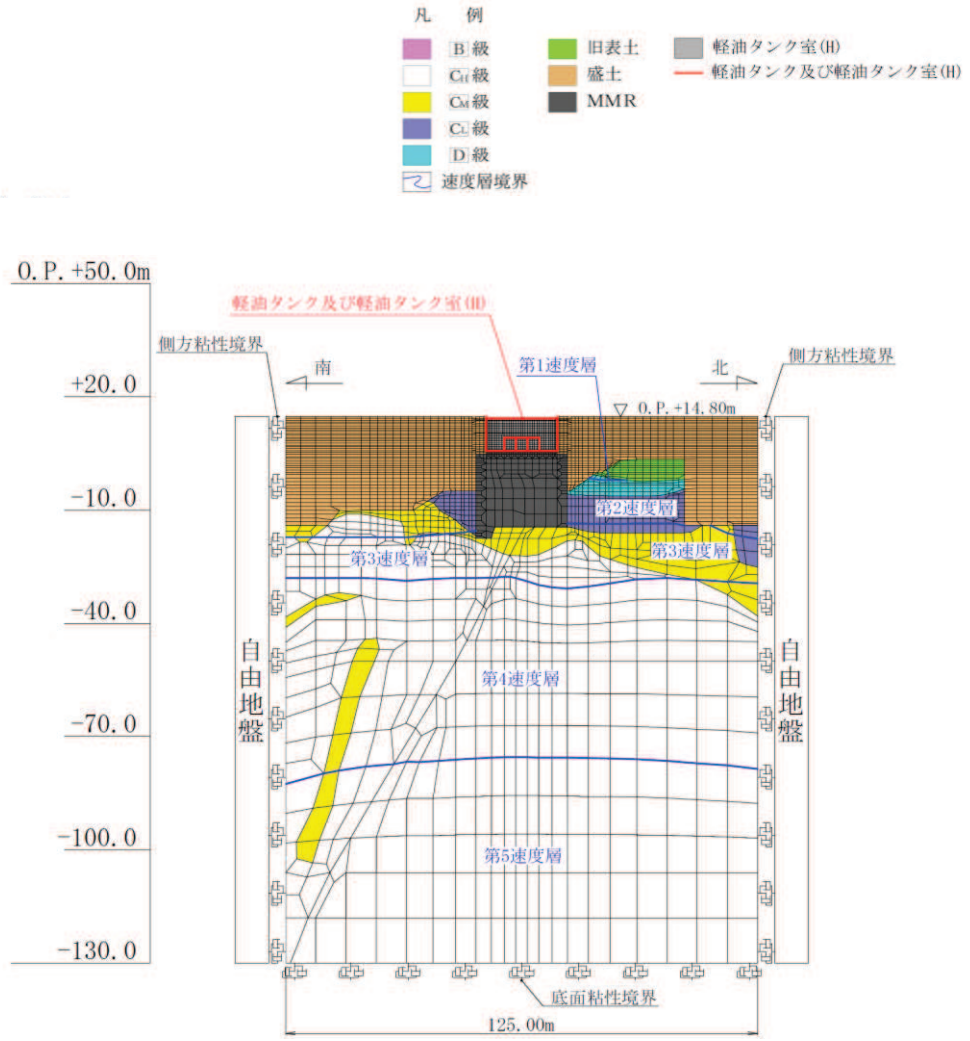 凡 例
B級
CH級
CM級
CL級
D級
速度層境界
旧表土
盛土
MMR
軽油タンク室(H)
軽油タンク及び軽油タンク室(H)
O.P.+50.0m
+20.0
-10.0
-40.0
-70.0
-100.0
-130.0
軽油タンク及び軽油タンク室(H)
側方粘性境界
南
第1速度層
北
側方粘性境界
O.P.+14.80m
第2速度層
第3速度層
第3速度層
自由地盤
第4速度層
自由地盤
第5速度層
底面粘性境界
125.00m